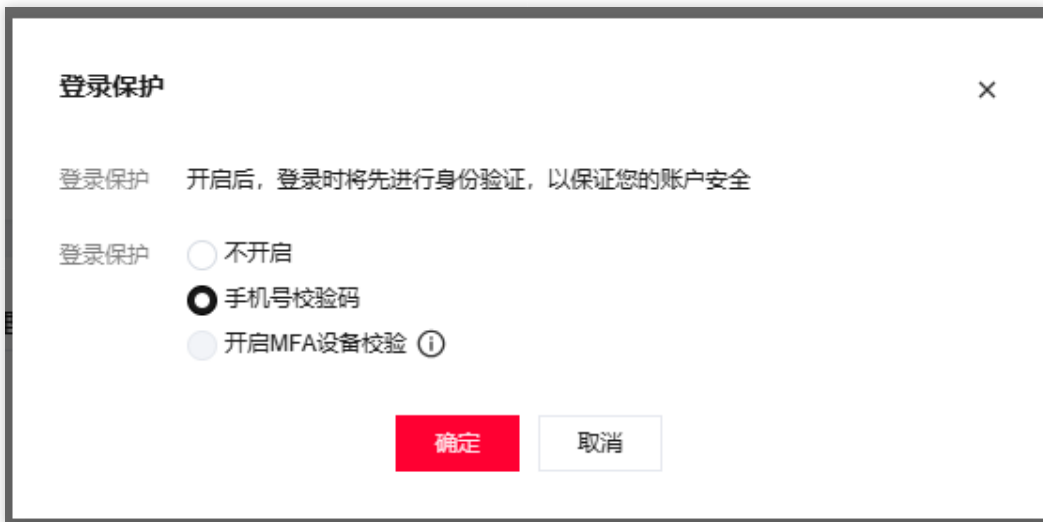 登录保护
登录保护 开启后，登录时将先进行身份验证，以保证您的账户安全
登录保护 不开启
手机号校验码
开启MFA设备校验
确定 取消